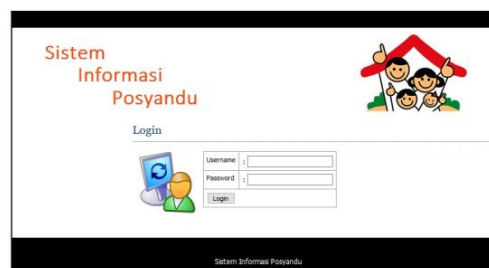 Sistem
Informasi
Posyandu
Login
Username :
Password :
Login
Sistem Informasi Posyandu